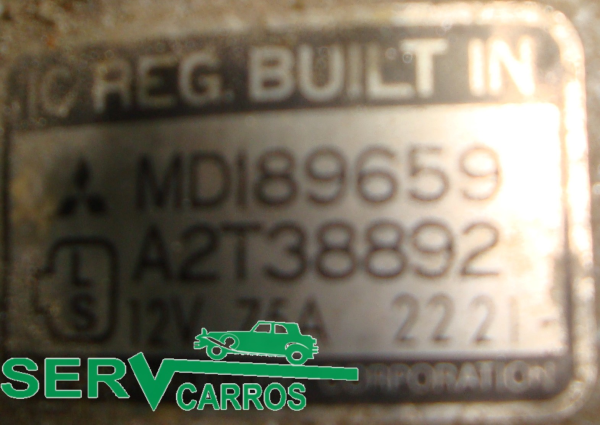 IC REG. BUILT IN
MD189659
A2T38892
L
S
12V 75A 2221
SERV CARROS
CORPORATION